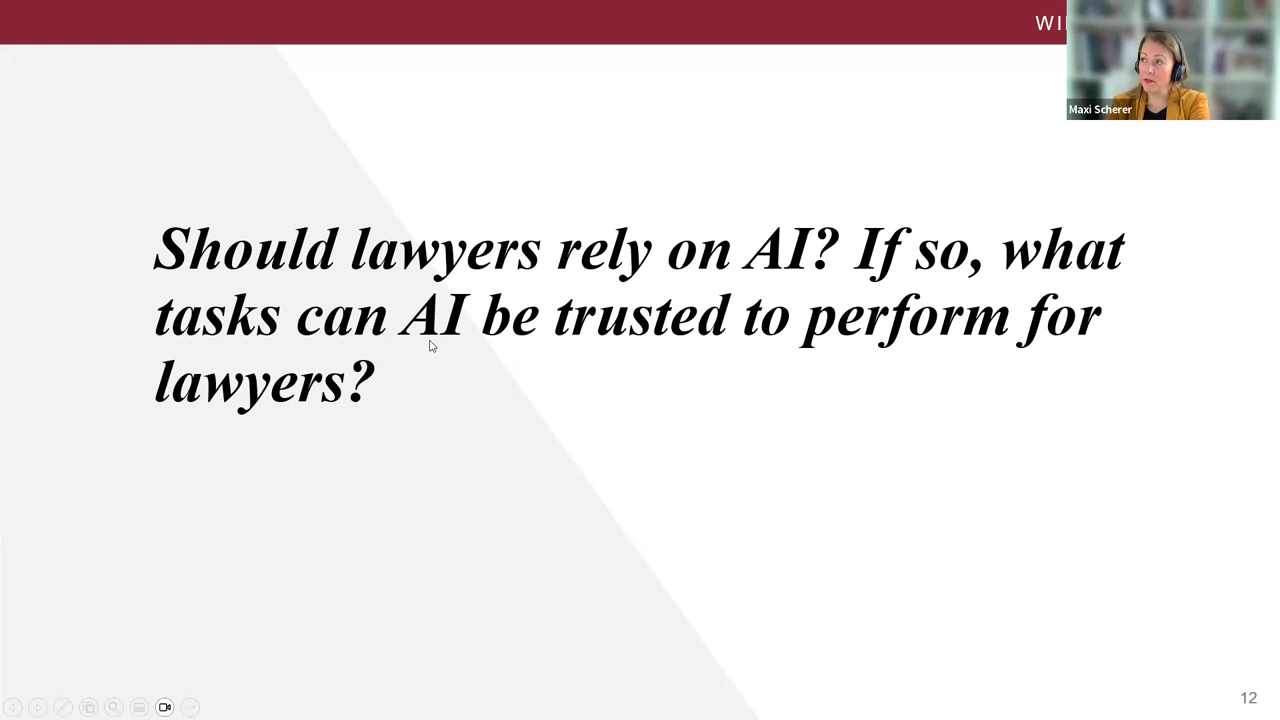 WI
Maxi Scherer
Should lawyers rely on AI? If so, what
tasks can AI be trusted to perform for
lawyers?
12